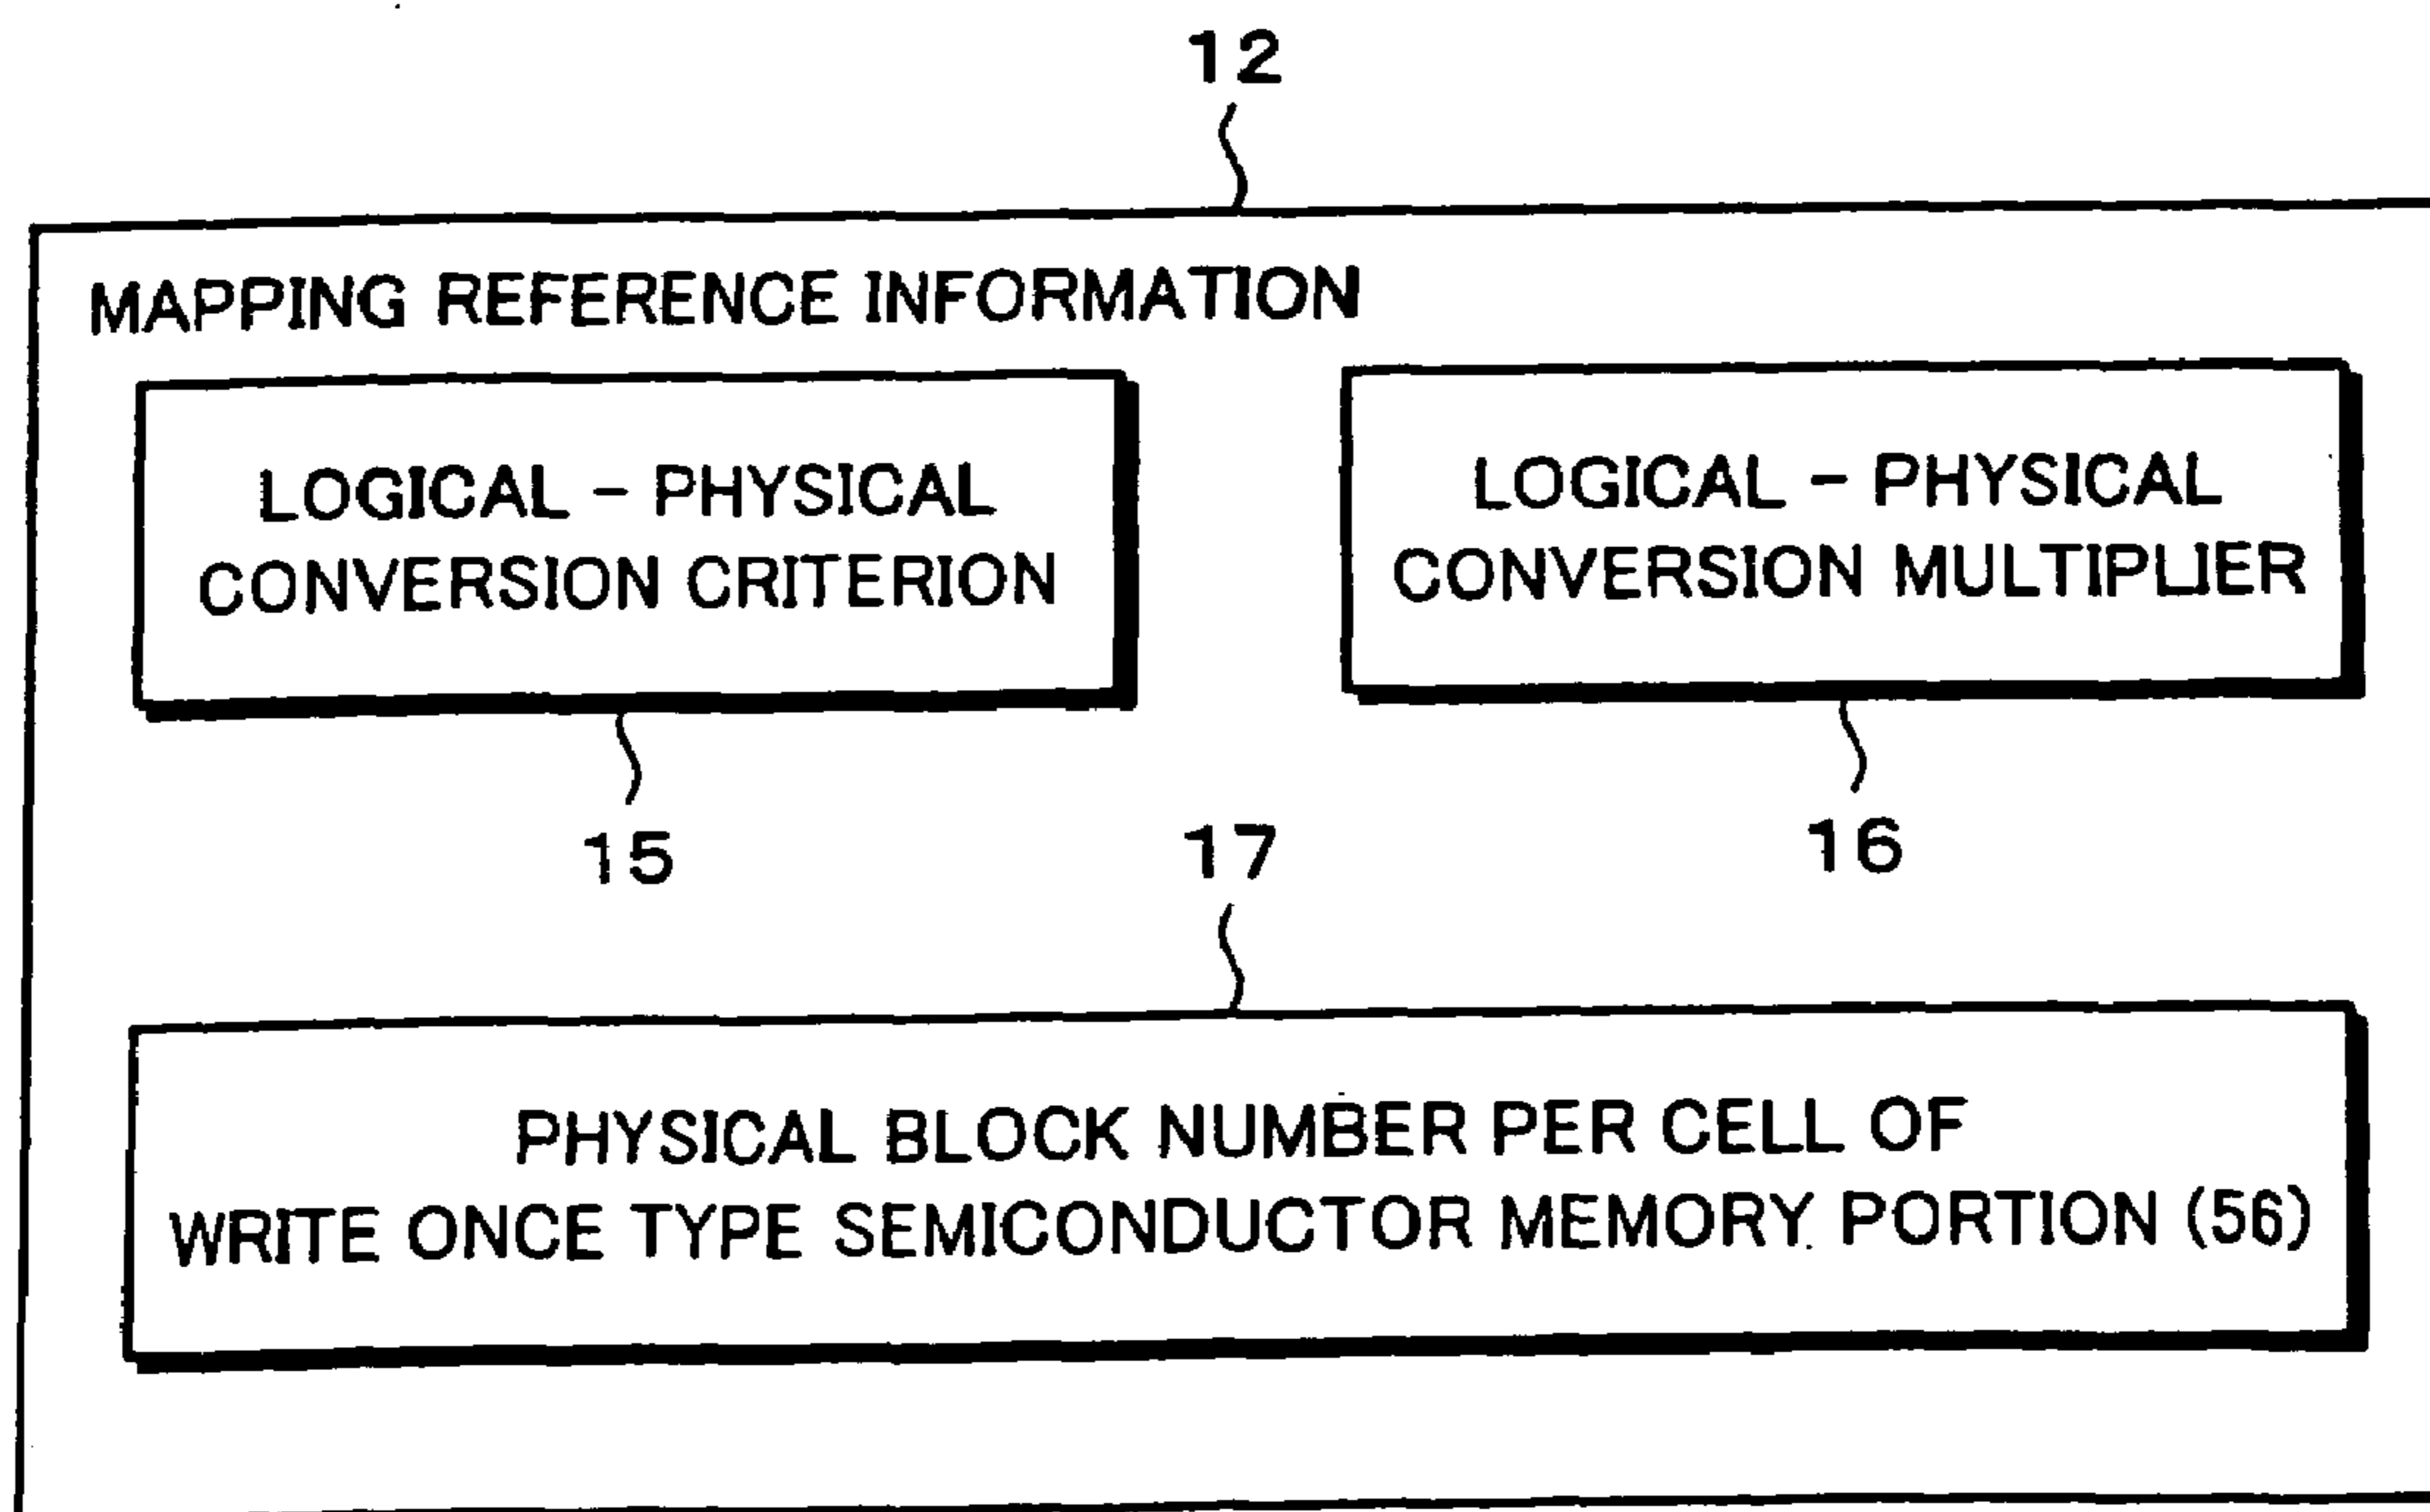 12
MAPPING REFERENCE INFORMATION
LOGICAL - PHYSICAL
CONVERSION CRITERION
LOGICAL - PHYSICAL
CONVERSION MULTIPLIER
15
16
17
PHYSICAL BLOCK NUMBER PER CELL OF
WRITE ONCE TYPE SEMICONDUCTOR MEMORY PORTION (56)